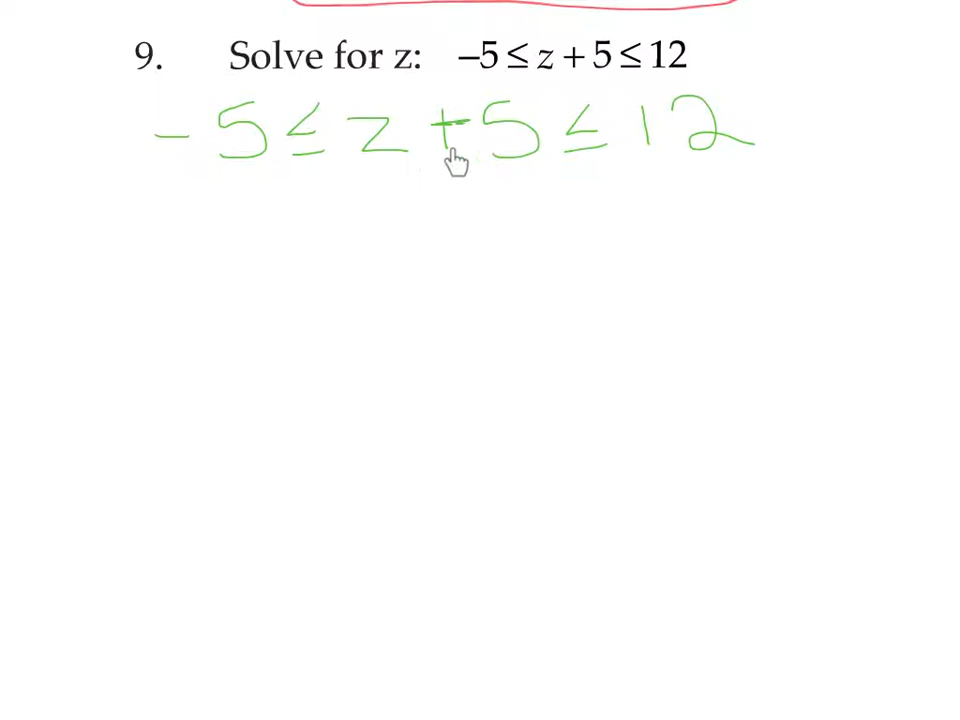 9. Solve for z: −5 ≤ z + 5 ≤ 12
- 5 ≤ z + 5 ≤ 12